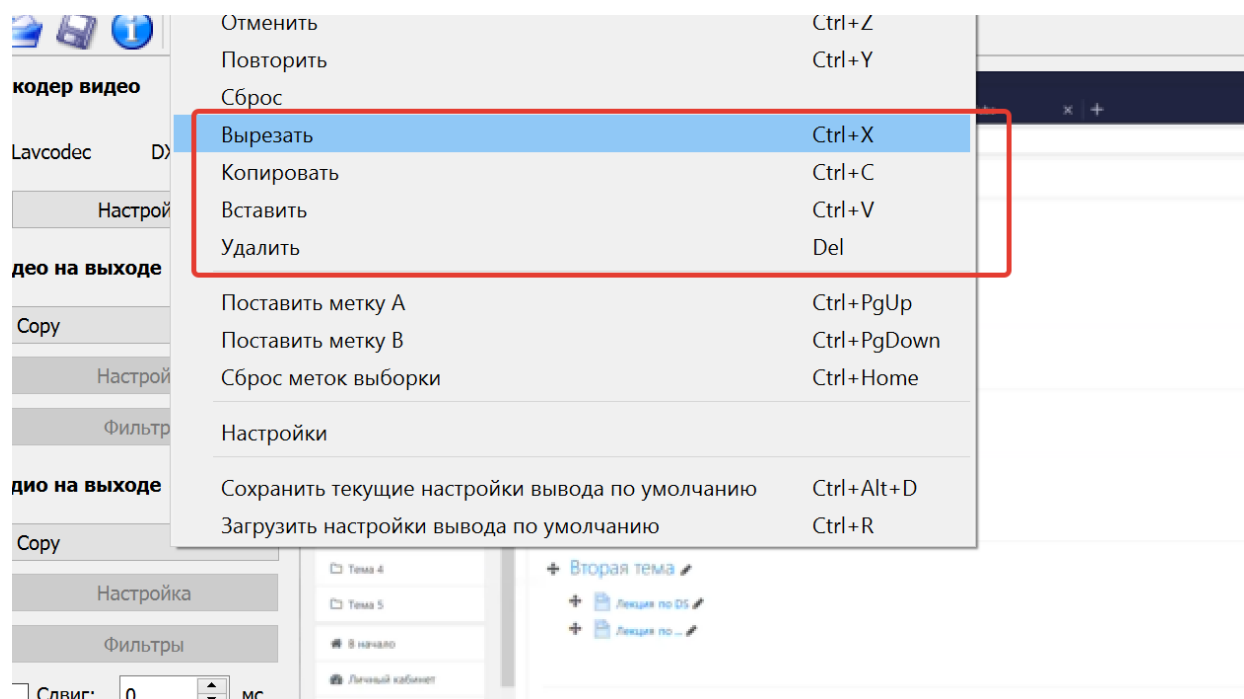 Отменить Ctrl+Z
Повторить Ctrl+Y
Сброс
Вырезать Ctrl+X
Копировать Ctrl+C
Вставить Ctrl+V
Удалить Del
Поставить метку A Ctrl+PgUp
Поставить метку B Ctrl+PgDown
Сброс меток выборки Ctrl+Home
Настройки
Сохранить текущие настройки вывода по умолчанию Ctrl+Alt+D
Загрузить настройки вывода по умолчанию Ctrl+R
кодер видео
Lavcodec DX
Настрой
део на выходе
Copy
Настрой
Фильтр
дио на выходе
Copy
Настройка
Фильтры
Сдвиг: 0 мс
Тема 4
Тема 5
В начало
Личный кабинет
Вторая тема
Лекция по DS
Лекция по ...